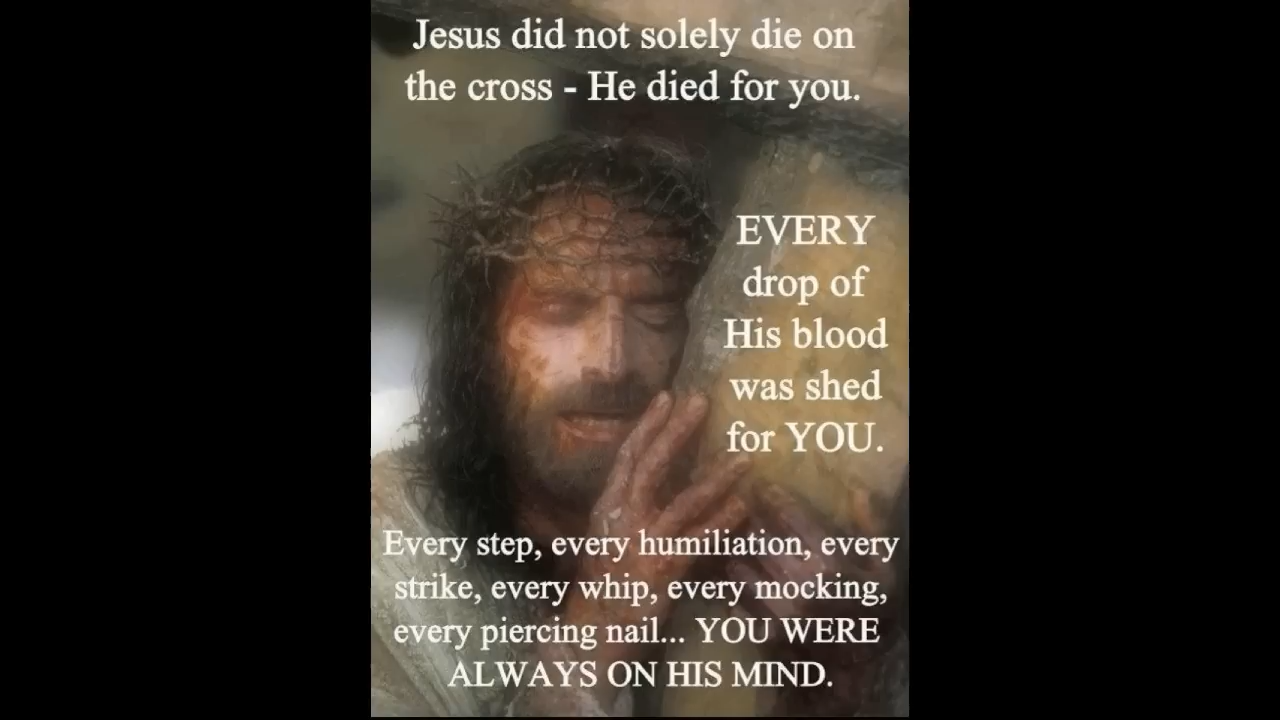 Jesus did not solely die on
the cross - He died for you.
EVERY
drop of
His blood
was shed
for YOU.
Every step, every humiliation, every
strike, every whip, every mocking,
every piercing nail... YOU WERE
ALWAYS ON HIS MIND.